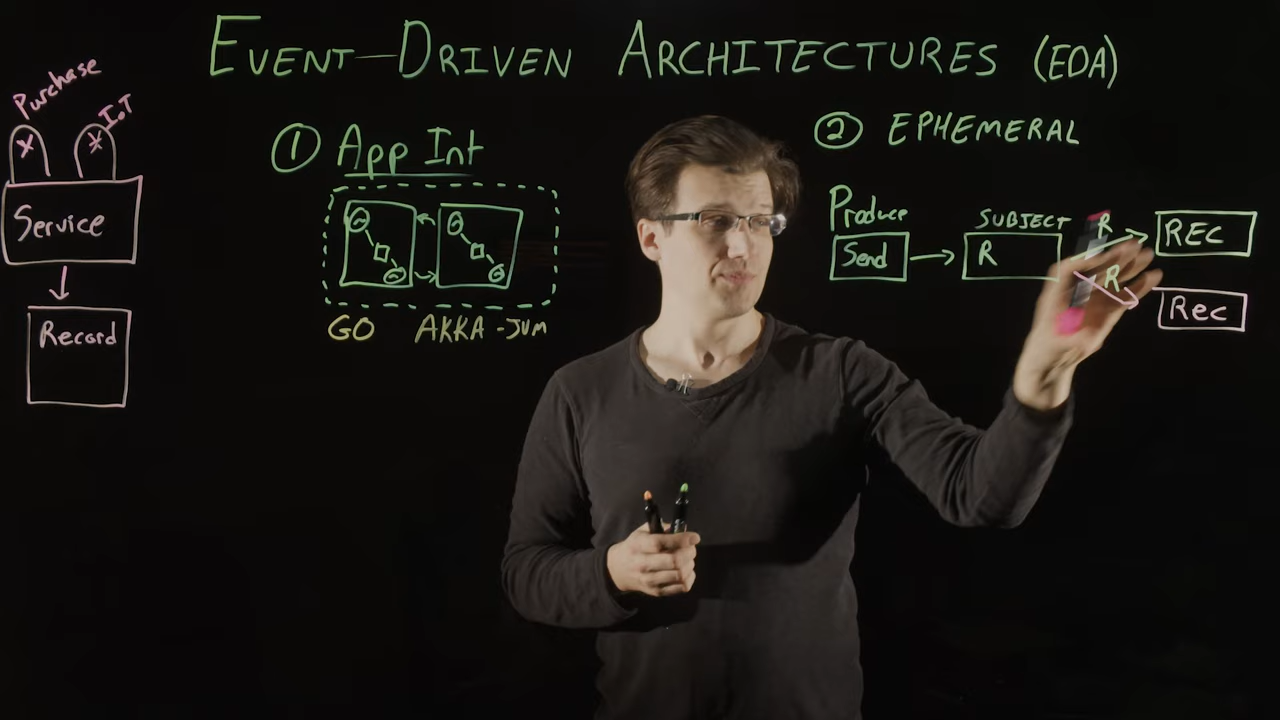 EVENT-DRIVEN ARCHITECTURES (EDA)
Purchase
I.T
Service
Record
① App Int
GO AKKA -JVM
② EPHEMERAL
Produce
Send
SUBJECT
R
R
R
REC
Rec